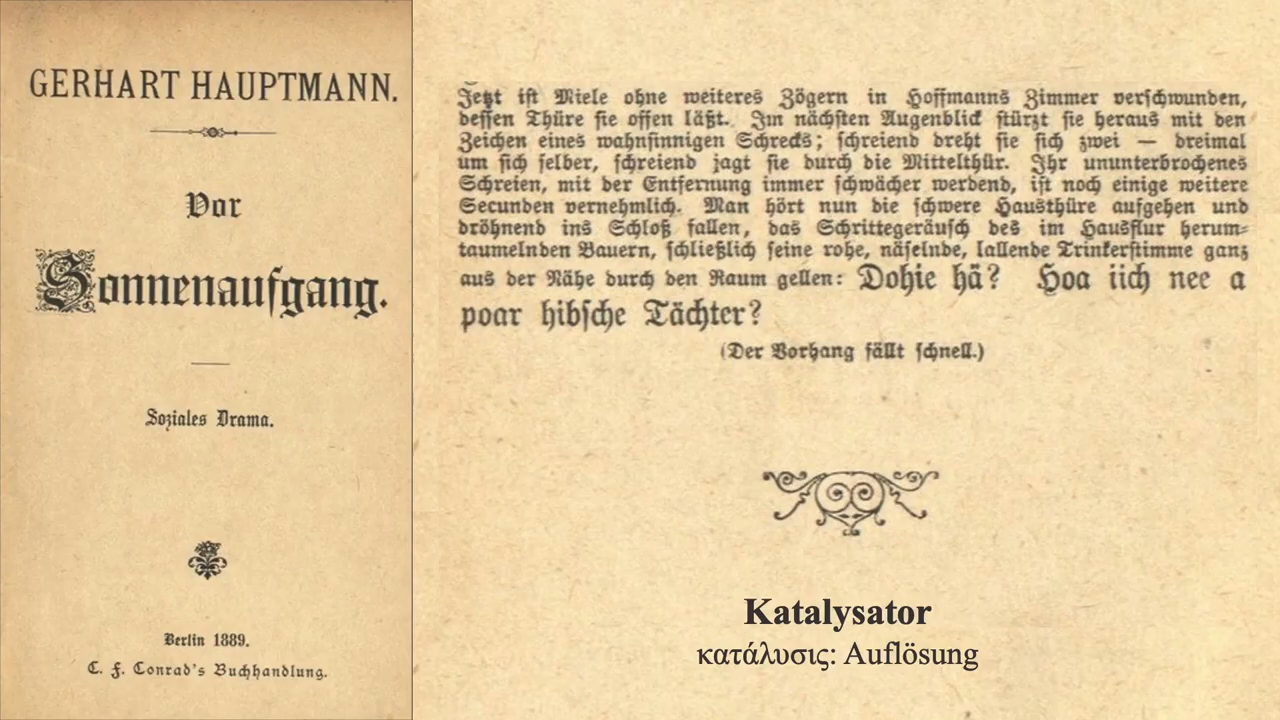 GERHART HAUPTMANN.
Vor
Sonnenaufgang.
Soziales Drama.
Berlin 1889.
C. F. Conrad's Buchhandlung.
Jetzt ist Miele ohne weiteres Zögern in Hoffmanns Zimmer verschwunden,
dessen Thüre sie offen läßt. Im nächsten Augenblick stürzt sie heraus mit den
Zeichen eines wahnsinnigen Schrecks; schreiend dreht sie sich zwei — dreimal
um sich selber, schreiend jagt sie durch die Mittelthür. Ihr ununterbrochenes
Schreien, mit der Entfernung immer schwächer werdend, ist noch einige weitere
Secunden vernehmlich. Man hört nun die schwere Hausthüre aufgehen und
dröhnend ins Schloß fallen, das Schrittegeräusch des im Hausflur herum-
taumelnden Bauern, schließlich seine rohe, näselnde, lallende Trinkerstimme ganz
aus der Nähe durch den Raum gellen: Dohie hä? Hoa iich nee a
poar hibsche Tächter?
(Der Vorhang fällt schnell.)
Katalysator
κατάλυσις: Auflösung